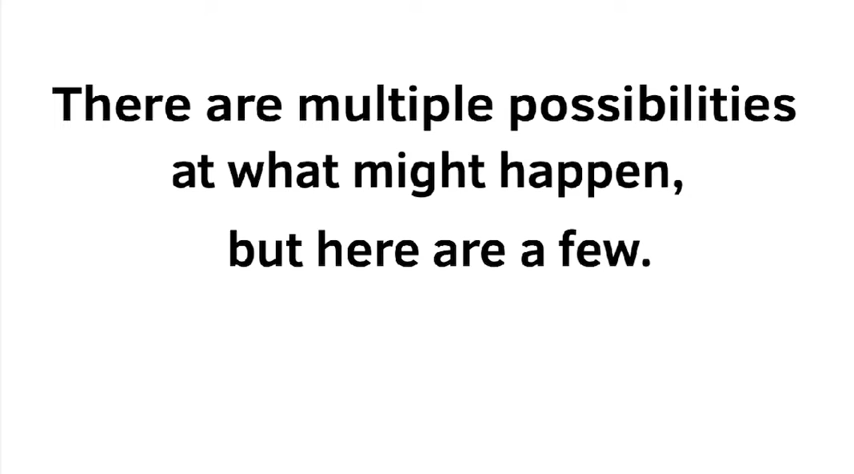 There are multiple possibilities
at what might happen,
but here are a few.